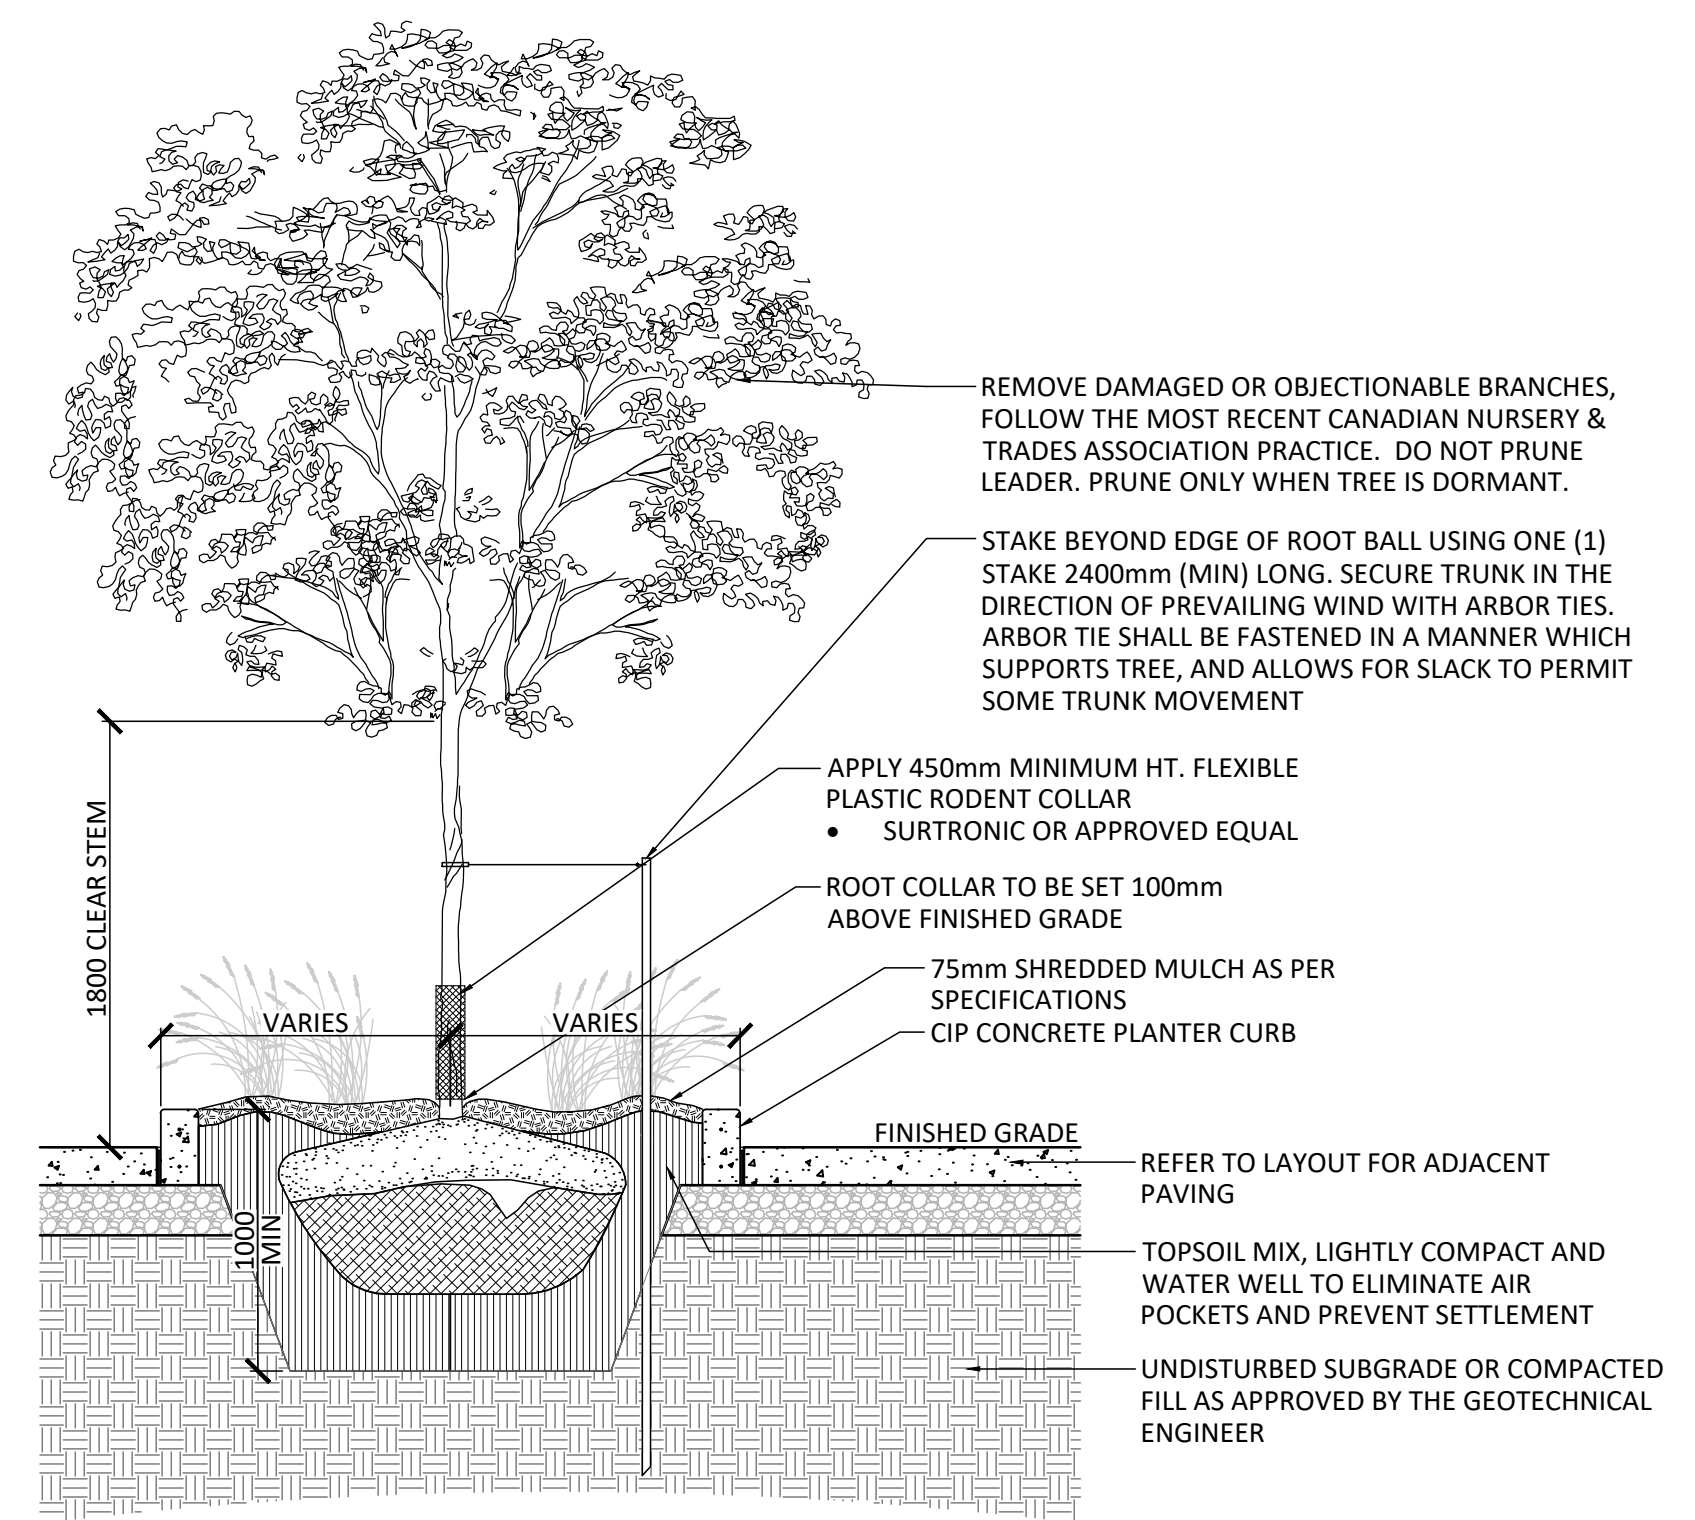 REMOVE DAMAGED OR OBJECTIONABLE BRANCHES,
FOLLOW THE MOST RECENT CANADIAN NURSERY &
TRADES ASSOCIATION PRACTICE. DO NOT PRUNE
LEADER. PRUNE ONLY WHEN TREE IS DORMANT.
STAKE BEYOND EDGE OF ROOT BALL USING ONE (1)
STAKE 2400mm (MIN) LONG. SECURE TRUNK IN THE
DIRECTION OF PREVAILING WIND WITH ARBOR TIES.
ARBOR TIE SHALL BE FASTENED IN A MANNER WHICH
SUPPORTS TREE, AND ALLOWS FOR SLACK TO PERMIT
SOME TRUNK MOVEMENT
APPLY 450mm MINIMUM HT. FLEXIBLE
PLASTIC RODENT COLLAR
• SURTRONIC OR APPROVED EQUAL
1800 CLEAR STEM
ROOT COLLAR TO BE SET 100mm
ABOVE FINISHED GRADE
75mm SHREDDED MULCH AS PER
SPECIFICATIONS
VARIES
VARIES
CIP CONCRETE PLANTER CURB
FINISHED GRADE
REFER TO LAYOUT FOR ADJACENT
PAVING
1000
MIN
TOPSOIL MIX, LIGHTLY COMPACT AND
WATER WELL TO ELIMINATE AIR
POCKETS AND PREVENT SETTLEMENT
UNDISTURBED SUBGRADE OR COMPACTED
FILL AS APPROVED BY THE GEOTECHNICAL
ENGINEER